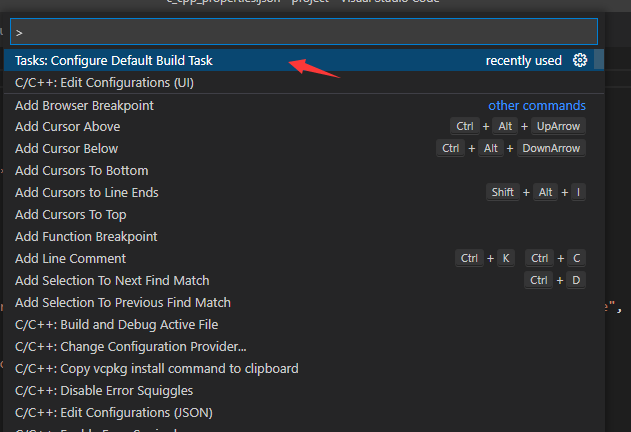 c_cpp_properties.json - project - Visual Studio Code
>
Tasks: Configure Default Build Task recently used
C/C++: Edit Configurations (UI)
Add Browser Breakpoint other commands
Add Cursor Above Ctrl + Alt + UpArrow
Add Cursor Below Ctrl + Alt + DownArrow
Add Cursors To Bottom
Add Cursors to Line Ends Shift + Alt + I
Add Cursors To Top
Add Function Breakpoint
Add Line Comment Ctrl + K Ctrl + C
Add Selection To Next Find Match Ctrl + D
Add Selection To Previous Find Match
C/C++: Build and Debug Active File
C/C++: Change Configuration Provider...
C/C++: Copy vcpkg install command to clipboard
C/C++: Disable Error Squiggles
C/C++: Edit Configurations (JSON)